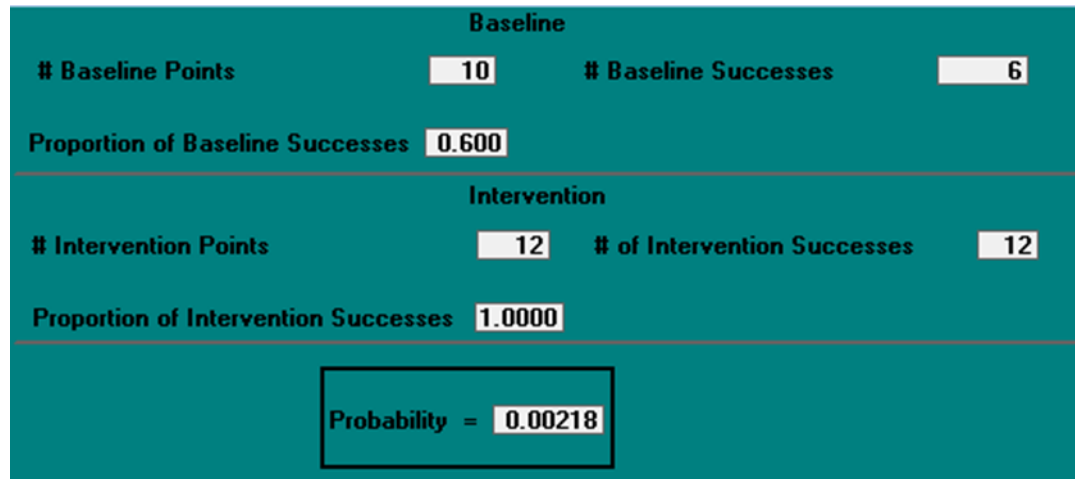 Baseline
# Baseline Points 10 # Baseline Successes 6
Proportion of Baseline Successes 0.600
Intervention
# Intervention Points 12 # of Intervention Successes 12
Proportion of Intervention Successes 1.0000
Probability = 0.00218